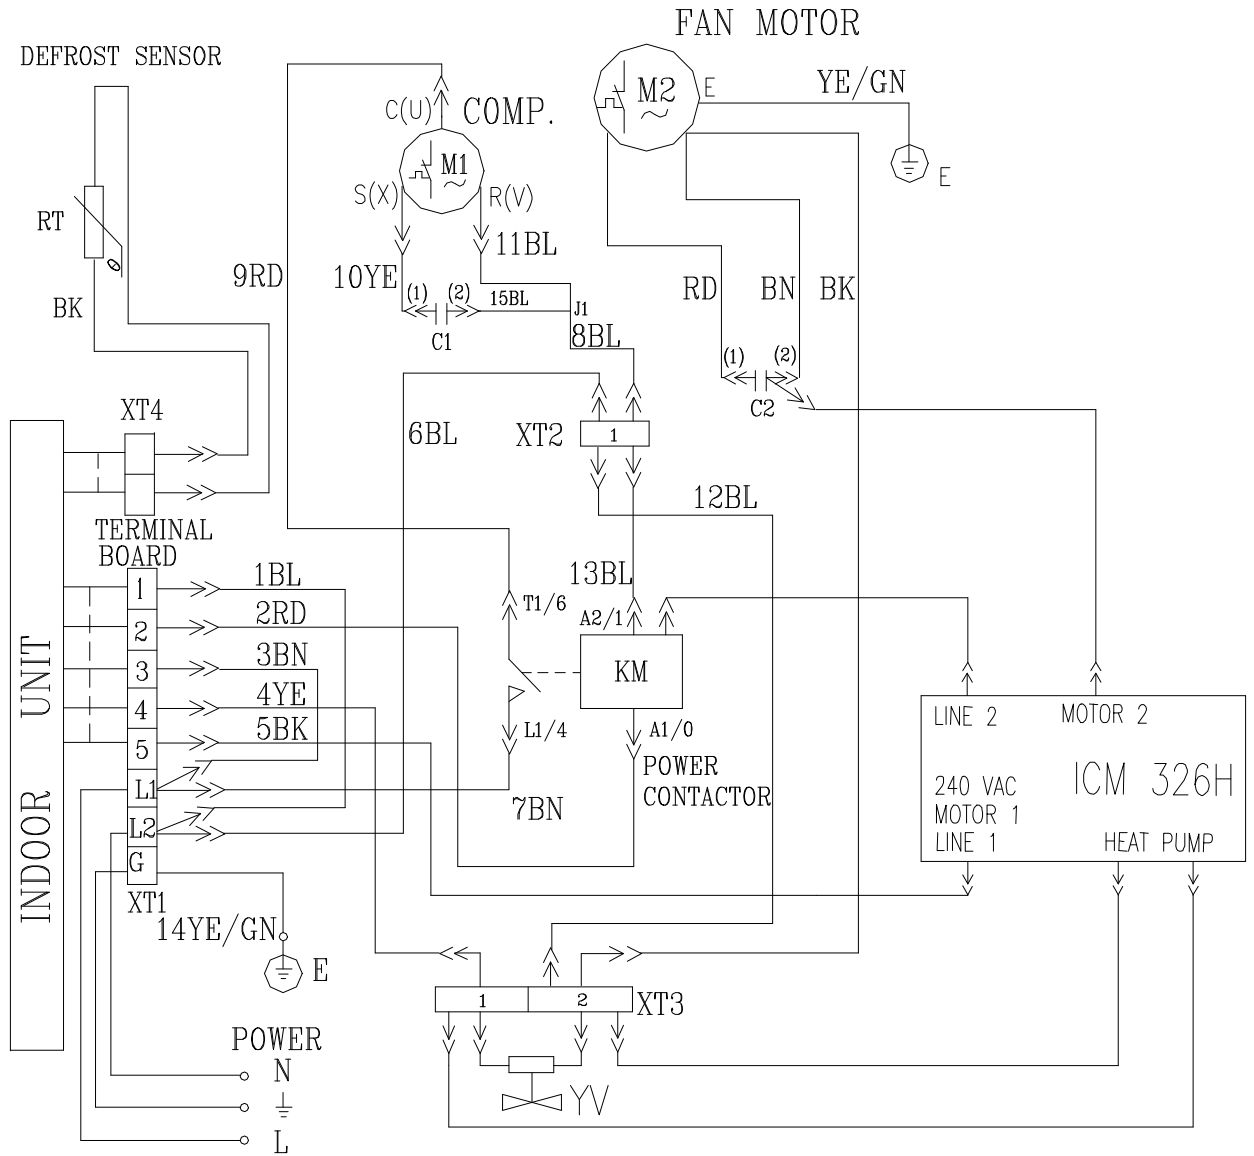 FAN MOTOR
DEFROST SENSOR
M2
E
YE/GN
C(U)
COMP.
M1
E
S(X)
R(V)
RT
θ
11BL
9RD
10YE
BK
(1)
(2)
15BL
J1
C1
8BL
RD
BN
BK
(1)
(2)
C2
XT4
6BL
XT2
1
12BL
TERMINAL
BOARD
1
1BL
13BL
T1/6
A2/1
2
2RD
3
3BN
KM
4
4YE
5
5BK
L1/4
A1/0
LINE 2
MOTOR 2
POWER
CONTACTOR
L1
7BN
240 VAC
MOTOR 1
LINE 1
ICM 326H
HEAT PUMP
L2
G
XT1
INDOOR UNIT
14YE/GN
E
1
2
XT3
POWER
N
L
YV